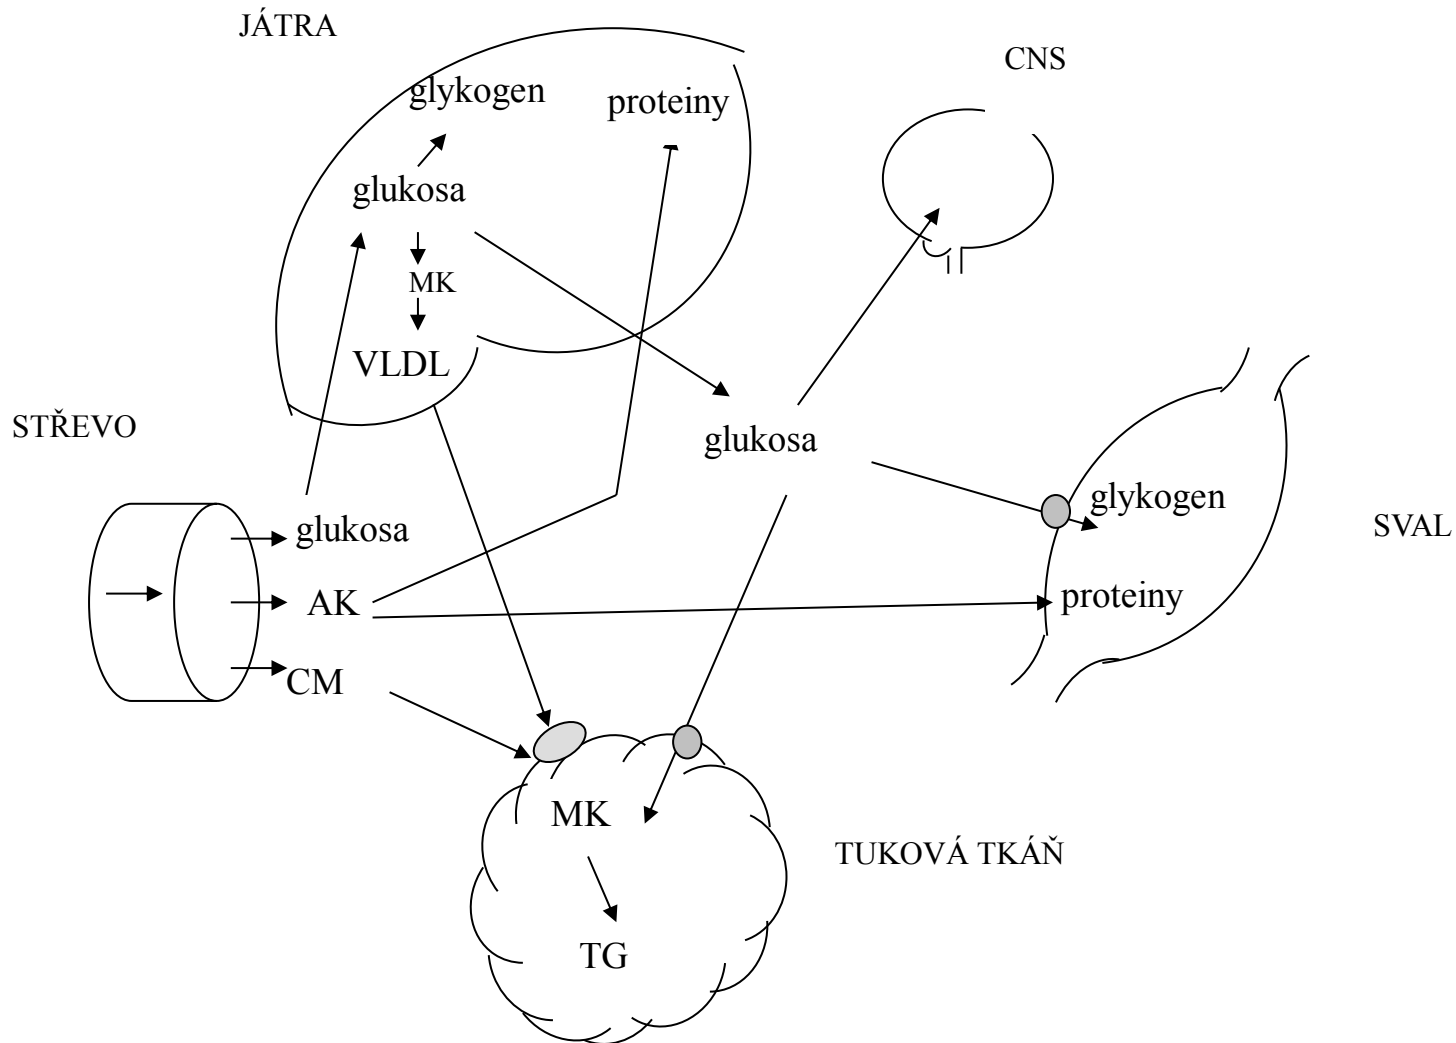 JÁTRA
CNS
glykogen
proteiny
glukosa
MK
VLDL
STŘEVO
glukosa
glykogen
SVAL
glukosa
AK
proteiny
CM
MK
TUKOVÁ TKÁŇ
TG